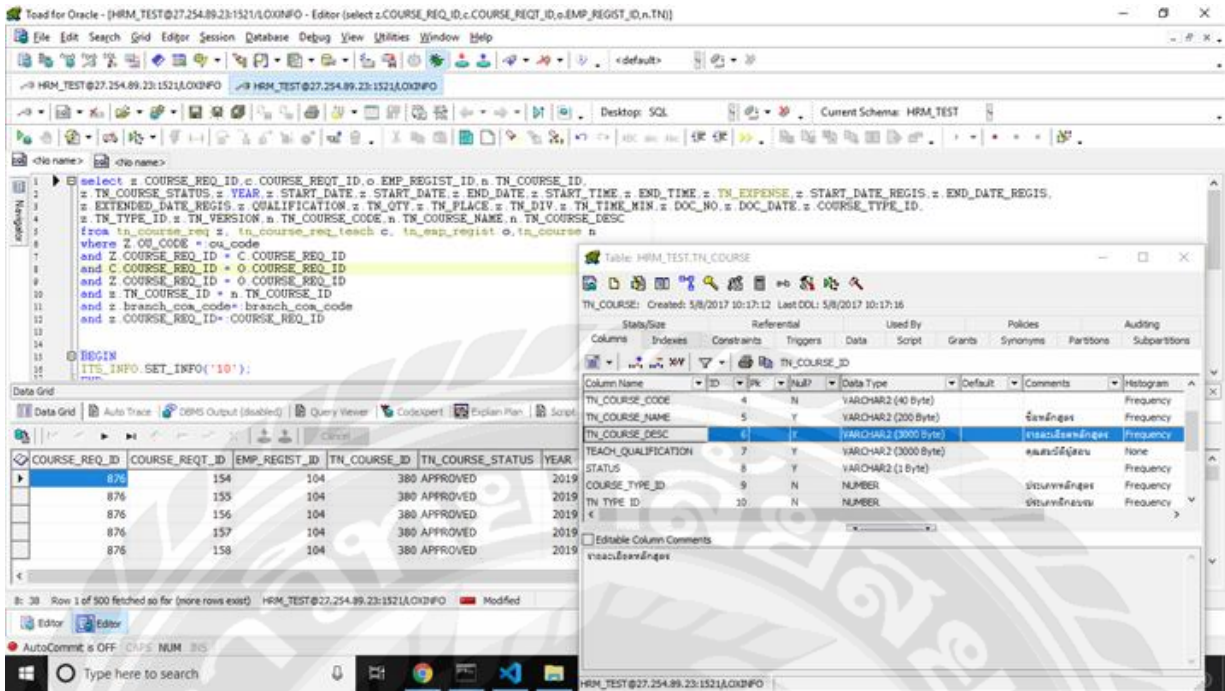 Toad for Oracle - [HRM_TEST@27.254.89.23:1521/LOXINFO - Editor (select z.COURSE_REQ_ID,c.COURSE_REQT_ID,o.EMP_REGIST_ID,n.TN)]
File Edit Search Grid Editor Session Database Debug View Utilities Window Help
<default>
HRM_TEST@27.254.89.23:1521/LOXINFO HRM_TEST@27.254.89.23:1521/LOXINFO
Desktop: SQL Current Schema: HRM_TEST
<No name> <No name>
Navigator
select z.COURSE_REQ_ID,c.COURSE_REQT_ID,o.EMP_REGIST_ID,n.TN_COURSE_ID,
z.TN_COURSE_STATUS,z.YEAR,z.START_DATE,z.END_DATE,z.START_TIME,z.END_TIME,z.TN_EXPENSE,z.START_DATE_REGIS,z.END_DATE_REGIS,
z.EXTENDED_DATE_REGIS,z.QUALIFICATION,z.TN_QTY,z.TN_PLACE,z.TN_DIV,z.TN_TIME_MIN,z.DOC_NO,z.DOC_DATE,z.COURSE_TYPE_ID,
z.TN_TYPE_ID,z.TN_VERSION,n.TN_COURSE_CODE,n.TN_COURSE_NAME,n.TN_COURSE_DESC
from tn_course_req z, tn_course_req_teach c, tn_emp_regist o,tn_course n
where Z.OU_CODE = :ou_code
and Z.COURSE_REQ_ID = C.COURSE_REQ_ID
and C.COURSE_REQ_ID = O.COURSE_REQ_ID
and Z.COURSE_REQ_ID = O.COURSE_REQ_ID
and z.TN_COURSE_ID = n.TN_COURSE_ID
and z.branch_com_code=:branch_com_code
and z.COURSE_REQ_ID=:COURSE_REQ_ID
BEGIN
ITS_INFO.SET_INFO('10');
Data Grid
Data Grid Auto Trace DBMS Output (disabled) Query Viewer CodeXpert Explain Plan Script
Cancel
COURSE_REQ_ID COURSE_REQT_ID EMP_REGIST_ID TN_COURSE_ID TN_COURSE_STATUS YEAR
876 154 104 380 APPROVED 2019
876 155 104 380 APPROVED 2019
876 156 104 380 APPROVED 2019
876 157 104 380 APPROVED 2019
876 158 104 380 APPROVED 2019
8: 38 Row 1 of 500 fetched so far (more rows exist) HRM_TEST@27.254.89.23:1521/LOXINFO Modified
Editor Editor
AutoCommit is OFF CAPS NUM INS
Type here to search
Table: HRM_TEST.TN_COURSE
TN_COURSE: Created: 5/8/2017 10:17:12 Last DDL: 5/8/2017 10:17:16
Stats/Size Referential Used By Policies Auditing
Columns Indexes Constraints Triggers Data Script Grants Synonyms Partitions Subpartitions
TN_COURSE_ID
Column Name ID Pk Null? Data Type Default Comments Histogram
TN_COURSE_CODE 4 N VARCHAR2 (40 Byte) Frequency
TN_COURSE_NAME 5 Y VARCHAR2 (200 Byte) ชื่อหลักสูตร Frequency
TN_COURSE_DESC 6 Y VARCHAR2 (3000 Byte) รายละเอียดหลักสูตร Frequency
TEACH_QUALIFICATION 7 Y VARCHAR2 (3000 Byte) คุณสมบัติผู้สอน None
STATUS 8 Y VARCHAR2 (1 Byte) Frequency
COURSE_TYPE_ID 9 N NUMBER ประเภทหลักสูตร Frequency
TN_TYPE_ID 10 N NUMBER ประเภทฝึกอบรม Frequency
Editable Column Comments
รายละเอียดหลักสูตร
HRM_TEST@27.254.89.23:1521/LOXINFO